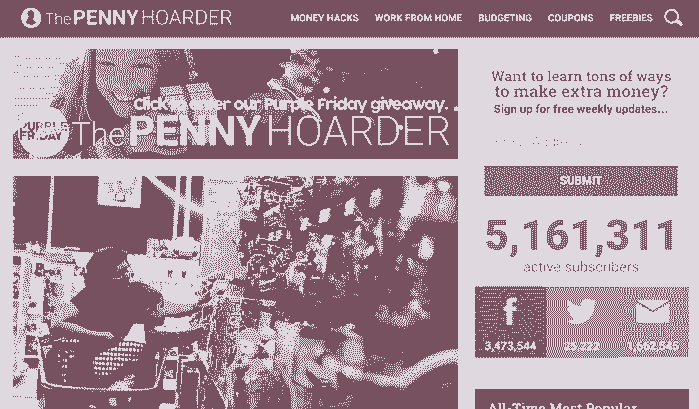 The PENNY HOARDER
MONEY HACKS WORK FROM HOME BUDGETING COUPONS FREEBIES
Click to enter our Purple Friday giveaway.
PURPLE
FRIDAY
The PENNY HOARDER
Want to learn tons of ways
to make extra money?
Sign up for free weekly updates...
SUBMIT
5,161,311
active subscribers
3,473,544 25,222 1,662,545
All-Time Most Popular